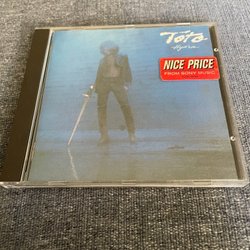 Toto
Hydra
NICE PRICE
FROM SONY MUSIC